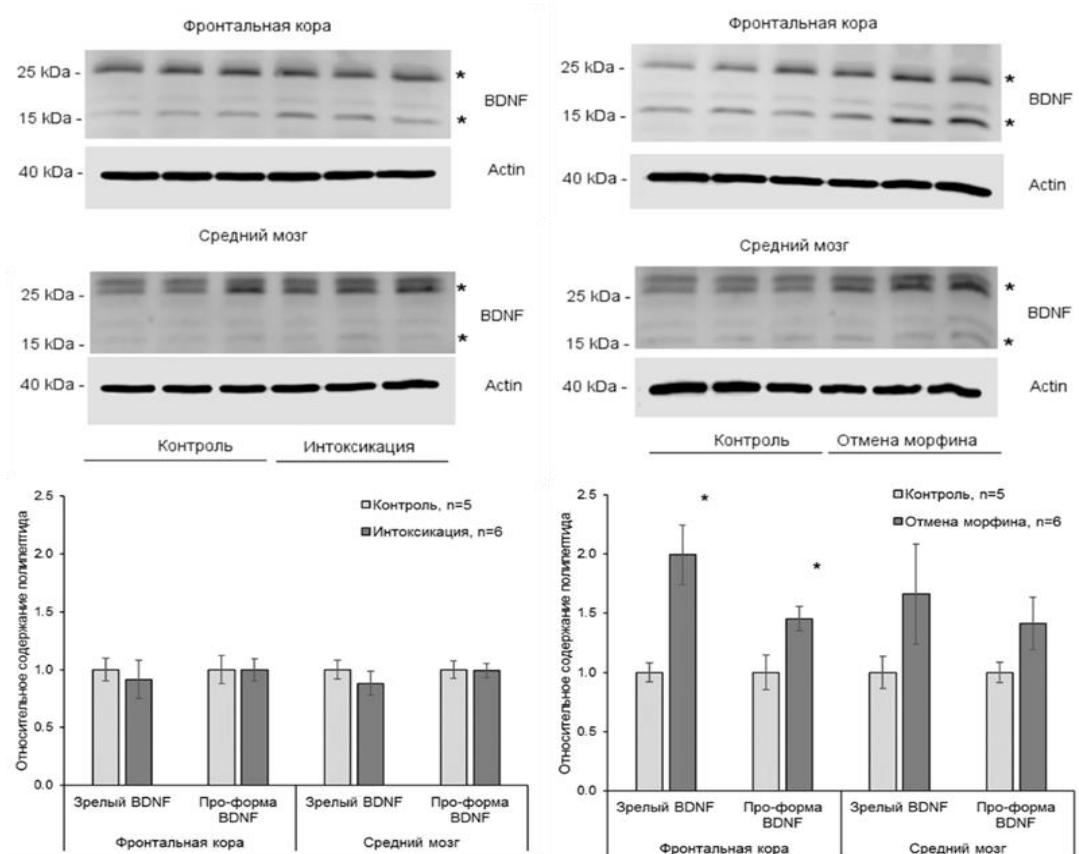 Фронтальная кора
25 kDa -
*
BDNF
15 kDa -
*
40 kDa -
Actin
Средний мозг
25 kDa -
*
BDNF
15 kDa -
*
40 kDa -
Actin
Контроль
Интоксикация
2.5
2.0
1.5
1.0
0.5
0.0
Относительное содержание полипептида
Контроль, n=5
Интоксикация, n=6
Зрелый BDNF
Про-форма
BDNF
Зрелый BDNF
Про-форма
BDNF
Фронтальная кора
Средний мозг
Фронтальная кора
25 kDa -
*
BDNF
15 kDa -
*
40 kDa -
Actin
Средний мозг
25 kDa -
*
BDNF
15 kDa -
*
40 kDa -
Actin
Контроль
Отмена морфина
2.5
2.0
1.5
1.0
0.5
0.0
Относительное содержание полипептида
Контроль, n=5
Отмена морфина, n=6
*
*
Зрелый BDNF
Про-форма
BDNF
Зрелый BDNF
Про-форма
BDNF
Фронтальная кора
Средний мозг